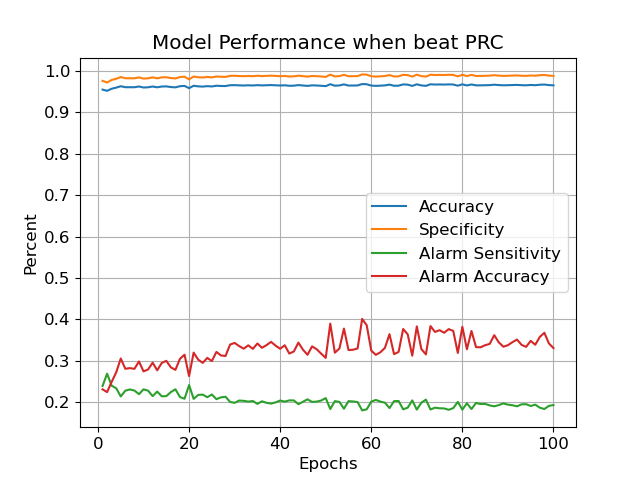 Model Performance when beat PRC
1.0
0.9
0.8
0.7
0.6
0.5
0.4
0.3
0.2
Percent
Accuracy
Specificity
Alarm Sensitivity
Alarm Accuracy
0 20 40 60 80 100
Epochs